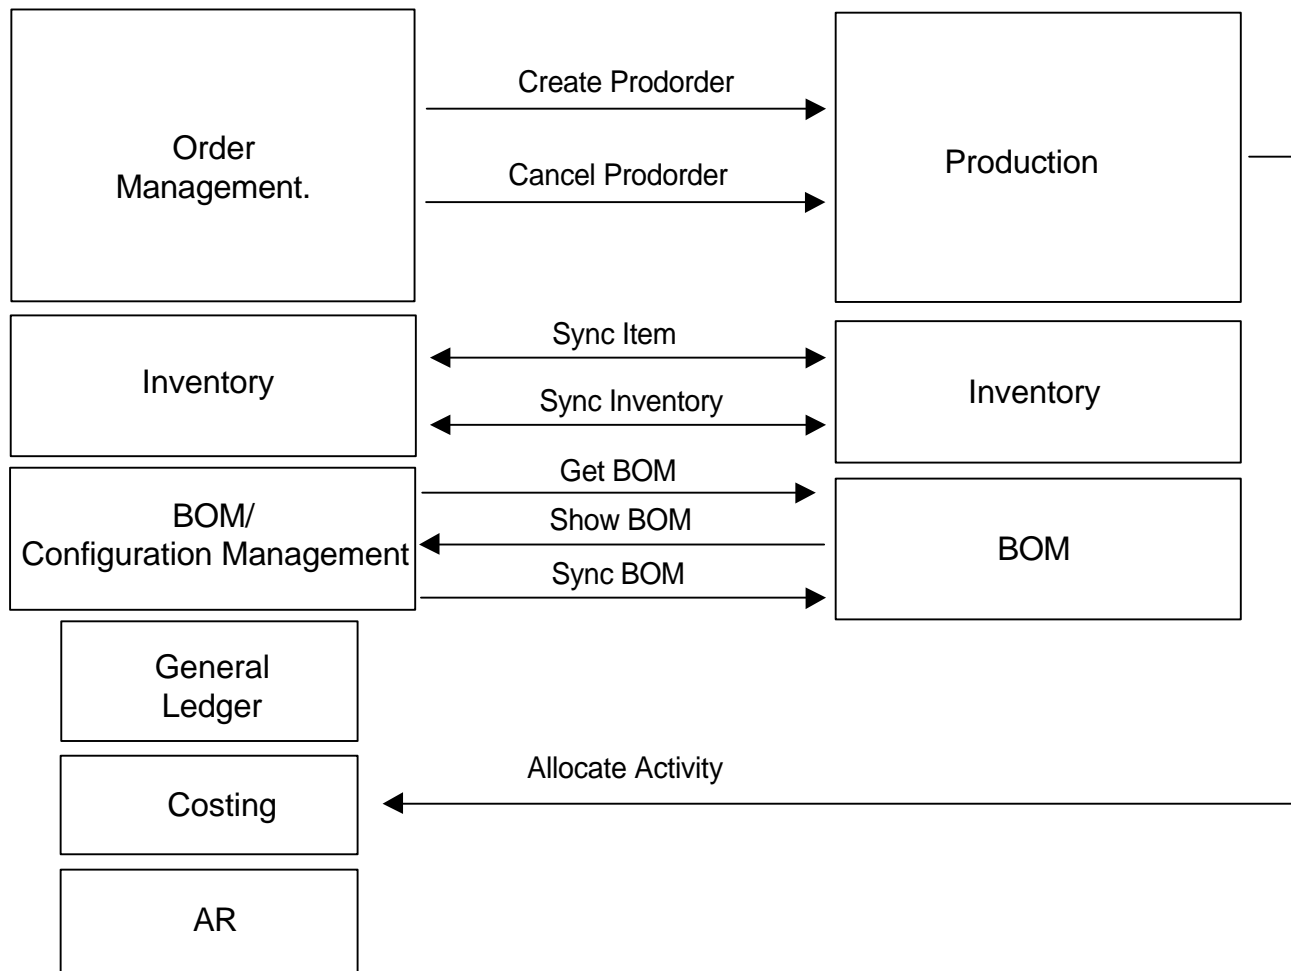 Create Prodorder
Order
Management.
Production
Cancel Prodorder
Sync Item
Inventory
Inventory
Sync Inventory
Get BOM
BOM/
Configuration Management
Show BOM
BOM
Sync BOM
General
Ledger
Allocate Activity
Costing
AR